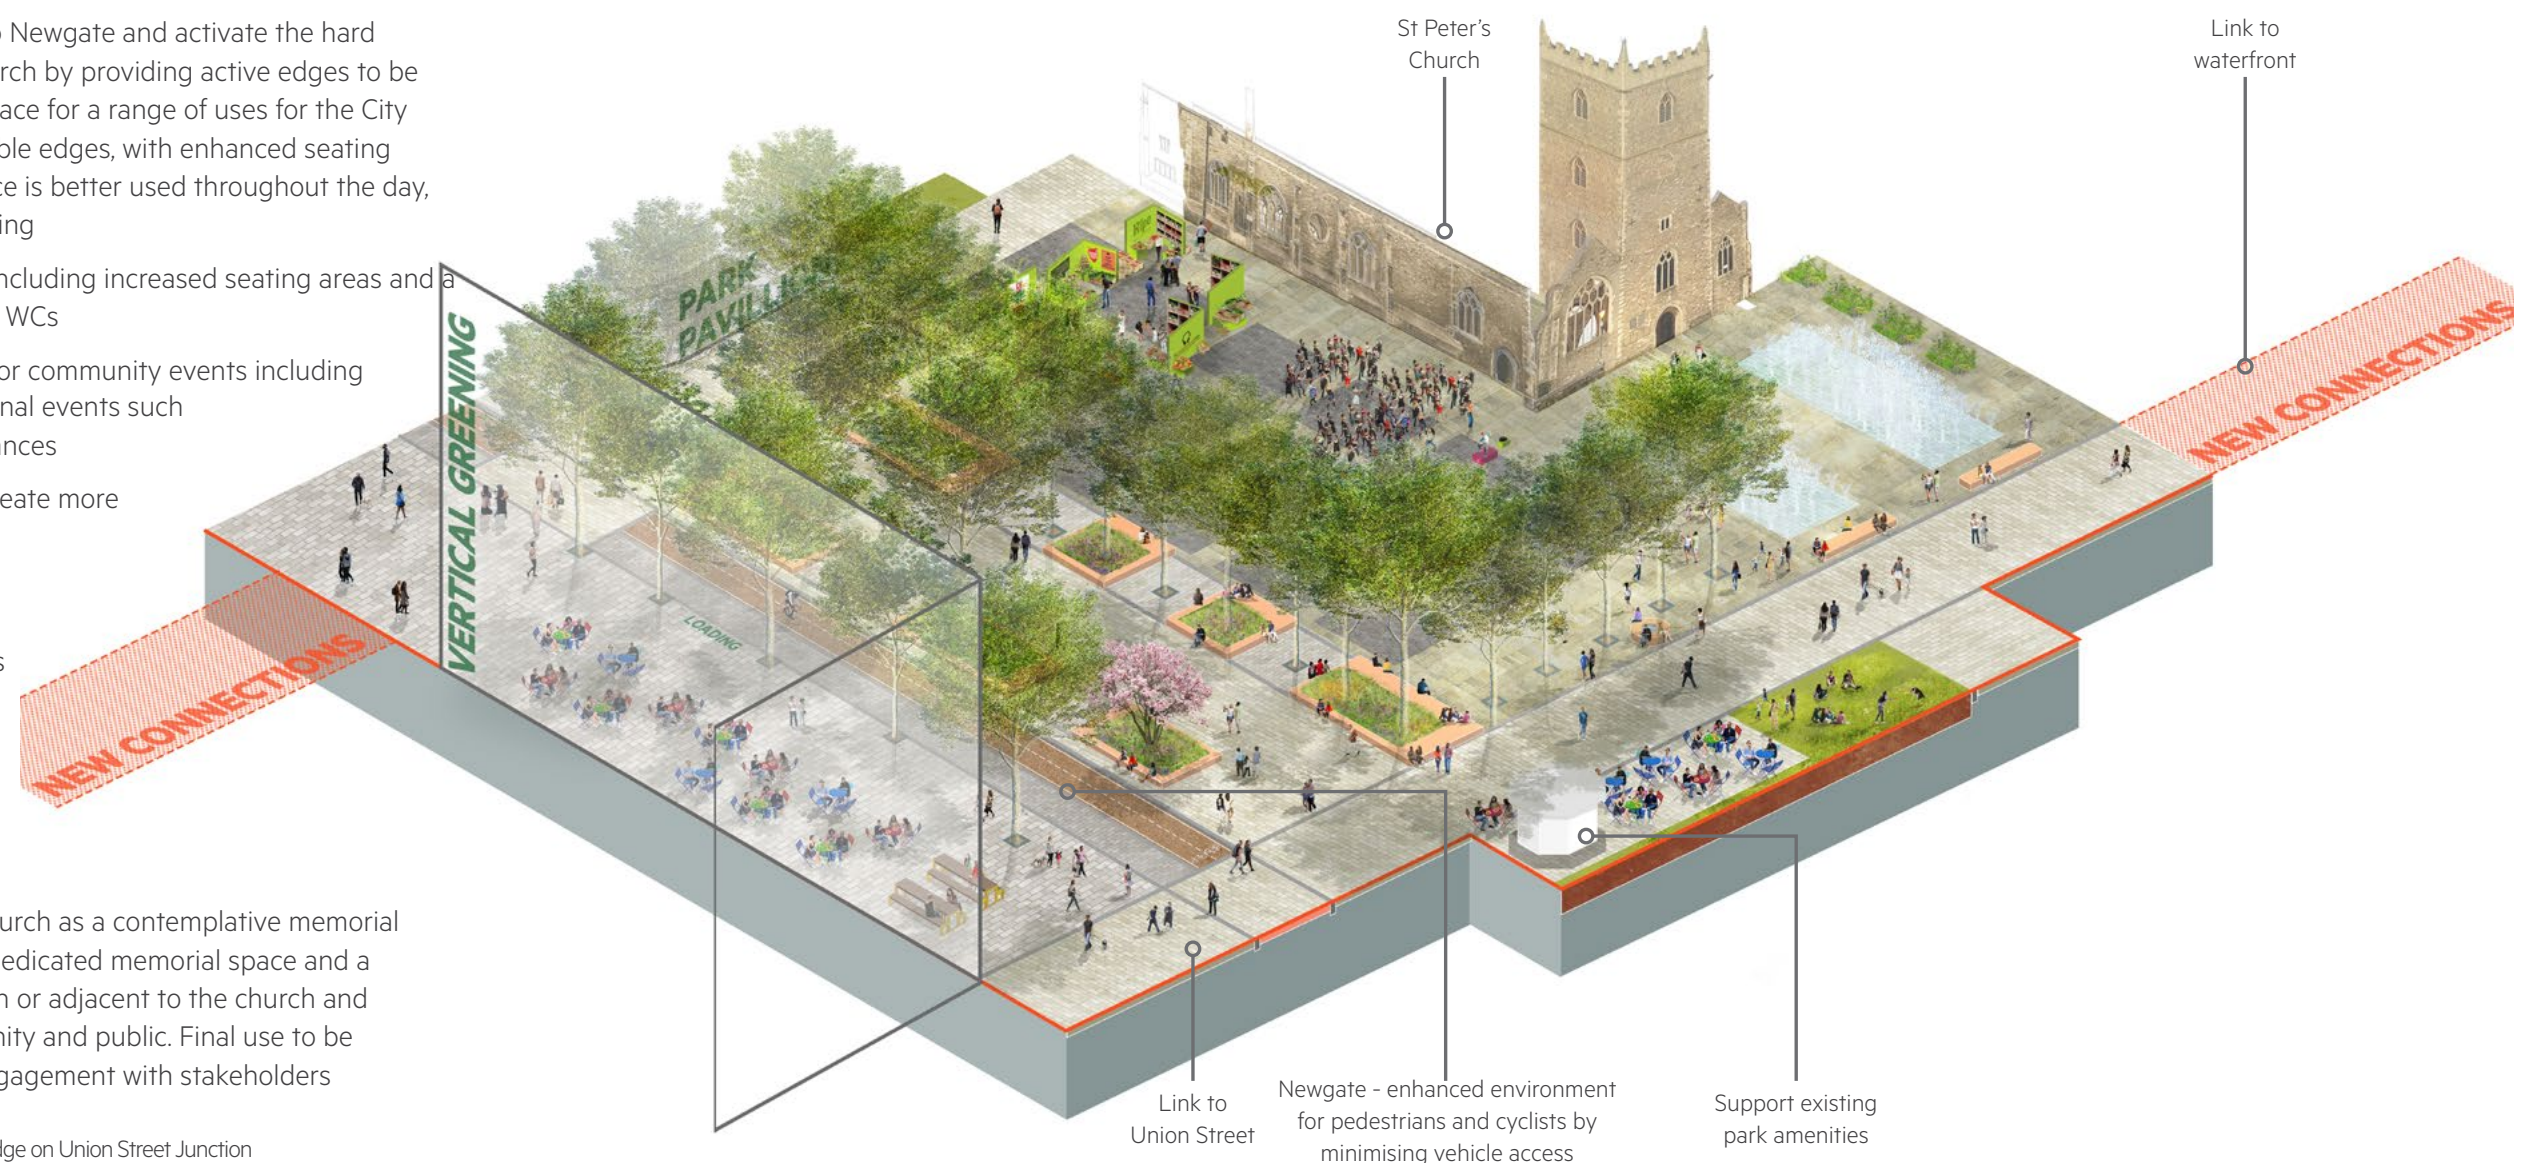 Newgate and activate the hard
rch by providing active edges to be
ace for a range of uses for the City
ble edges, with enhanced seating
ce is better used throughout the day,
ing
ncluding increased seating areas and a
WCs
or community events including
nal events such
ances
eate more
s
urch as a contemplative memorial
edicated memorial space and a
or adjacent to the church and
nity and public. Final use to be
gagement with stakeholders
dge on Union Street Junction
St Peter's
Church
Link to
waterfront
PARK
PAVILLION
VERTICAL GREENING
LOADING
NEW CONNECTIONS
NEW CONNECTIONS
Link to
Union Street
Newgate - enhanced environment
for pedestrians and cyclists by
minimising vehicle access
Support existing
park amenities